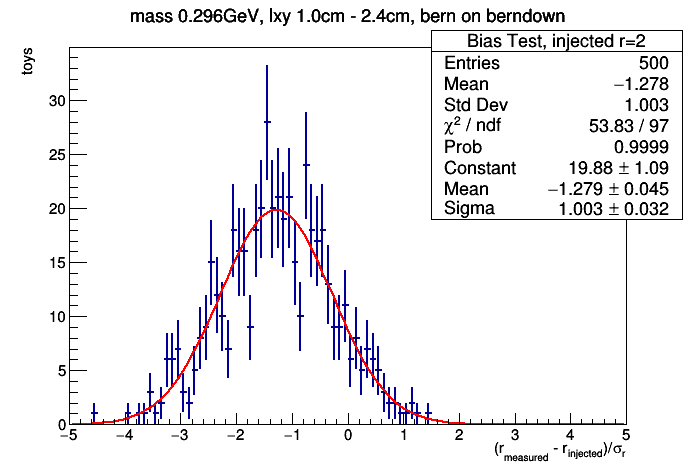 mass 0.296GeV, lxy 1.0cm - 2.4cm, bern on berndown
Bias Test, injected r=2
Entries 500
Mean −1.278
Std Dev 1.003
χ² / ndf 53.83 / 97
Prob 0.9999
Constant 19.88 ± 1.09
Mean −1.279 ± 0.045
Sigma 1.003 ± 0.032
toys
30
25
20
15
10
5
0
−5 −4 −3 −2 −1 0 1 2 3 4 5
(r_measured - r_injected)/σ_r